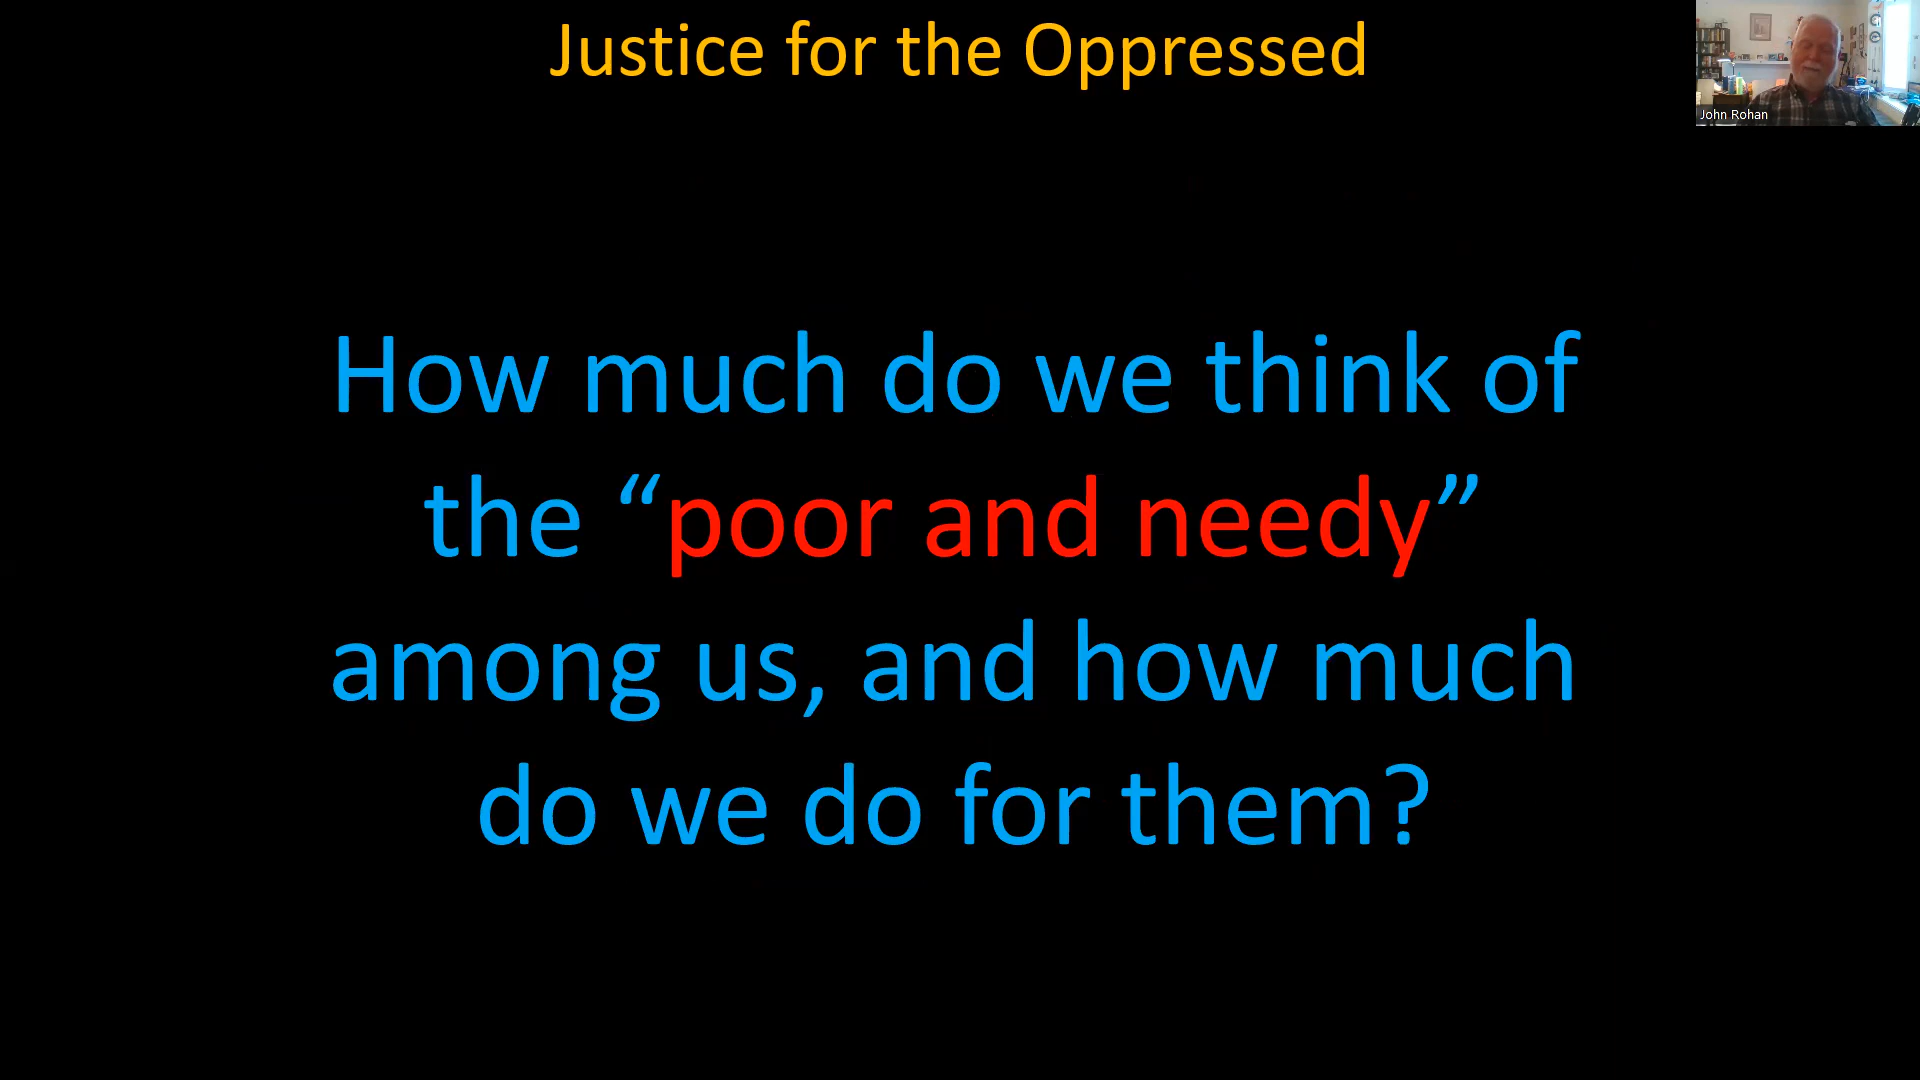 Justice for the Oppressed
John Rohan
How much do we think of
the “poor and needy”
among us, and how much
do we do for them?